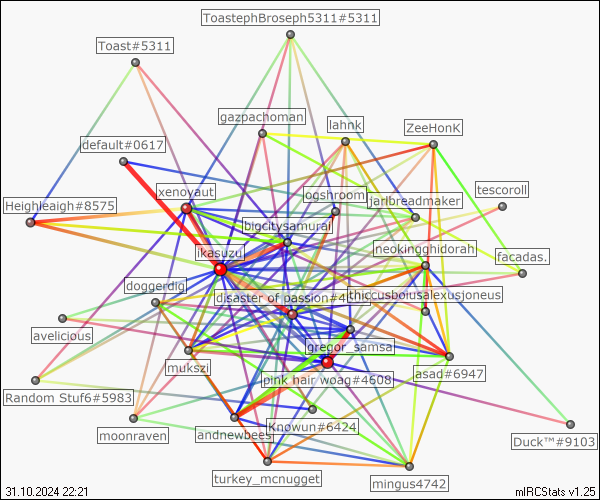 ToastephBroseph5311#5311
Toast#5311
gazpachoman
lahnk
ZeeHonK
default#0617
xenoyaut
ogshroom
jarlbreadmaker
tescoroll
Heighleaigh#8575
bigcitysamurai
ikasuzu
neokingghidorah
facadas.
doggerdig
disaster of passion#4
thiccusboiusalexusjoneus
avelicious
gregor_samsa
mukszi
pink hair woag#4608
asad#6947
Random Stuf6#5983
moonraven
andnewbees
Knowun#6424
Duck™#9103
turkey_mcnugget
mingus4742
31.10.2024 22:21
mIRCStats v1.25